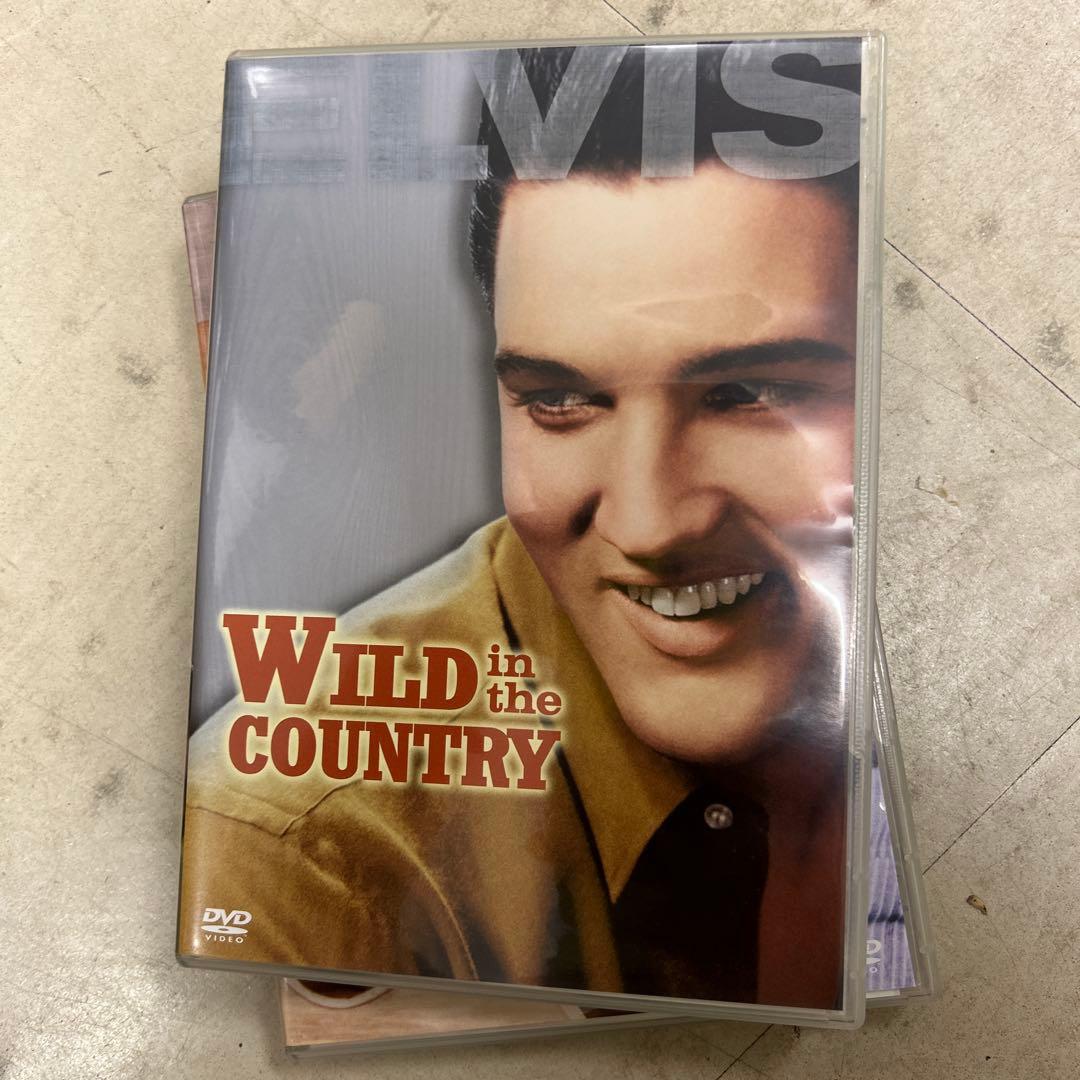 ELVIS
WILD in the
COUNTRY
DVD
VIDEO